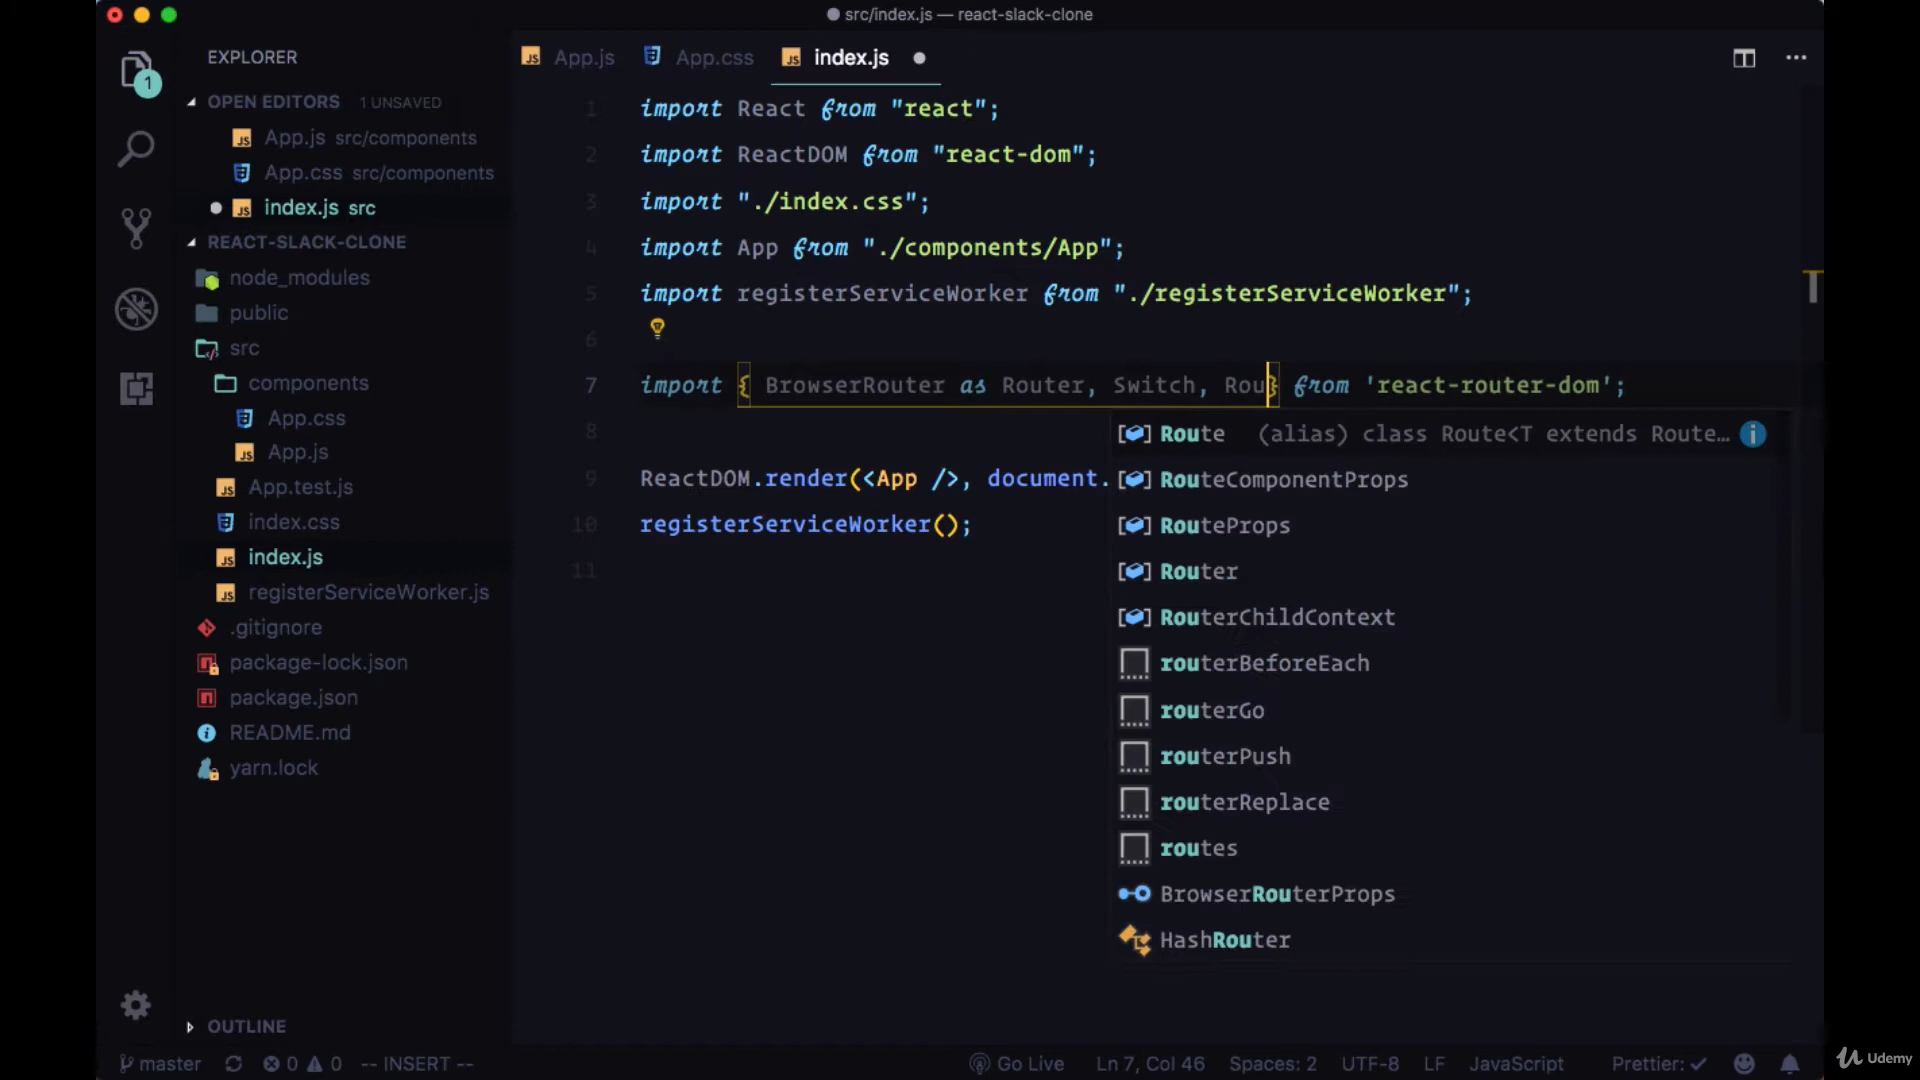 src/index.js — react-slack-clone
EXPLORER
OPEN EDITORS 1 UNSAVED
App.js src/components
App.css src/components
index.js src
REACT-SLACK-CLONE
node_modules
public
src
components
App.css
App.js
App.test.js
index.css
index.js
registerServiceWorker.js
.gitignore
package-lock.json
package.json
README.md
yarn.lock
OUTLINE
1
App.js App.css index.js
1 import React from "react";
2 import ReactDOM from "react-dom";
3 import "./index.css";
4 import App from "./components/App";
5 import registerServiceWorker from "./registerServiceWorker";
6
7 import { BrowserRouter as Router, Switch, Rou} from 'react-router-dom';
8
9 ReactDOM.render(<App />, document.
10 registerServiceWorker();
11
Route (alias) class Route<T extends Route…
RouteComponentProps
RouteProps
Router
RouterChildContext
routerBeforeEach
routerGo
routerPush
routerReplace
routes
BrowserRouterProps
HashRouter
master 0 0 -- INSERT -- Go Live Ln 7, Col 46 Spaces: 2 UTF-8 LF JavaScript Prettier: ✓
Udemy